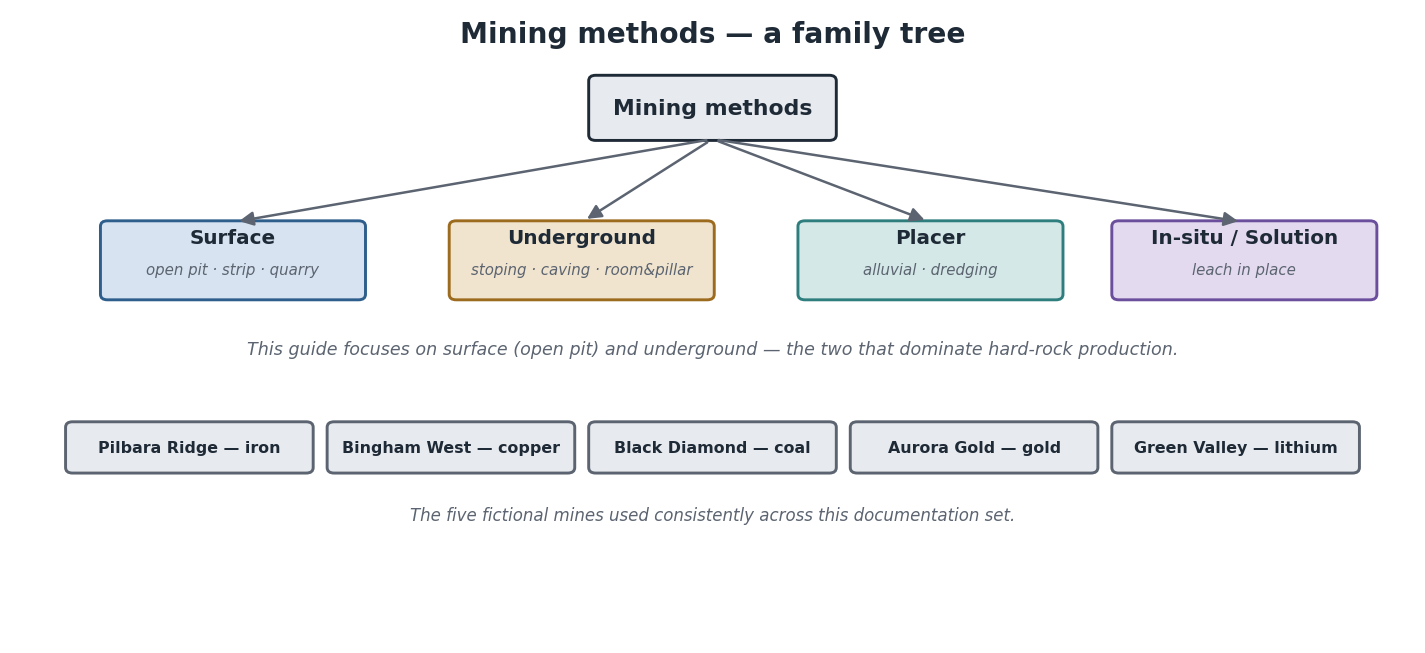 Mining methods — a family tree
Mining methods
Surface
open pit · strip · quarry
Underground
stoping · caving · room&pillar
Placer
alluvial · dredging
In-situ / Solution
leach in place
This guide focuses on surface (open pit) and underground — the two that dominate hard-rock production.
Pilbara Ridge — iron
Bingham West — copper
Black Diamond — coal
Aurora Gold — gold
Green Valley — lithium
The five fictional mines used consistently across this documentation set.